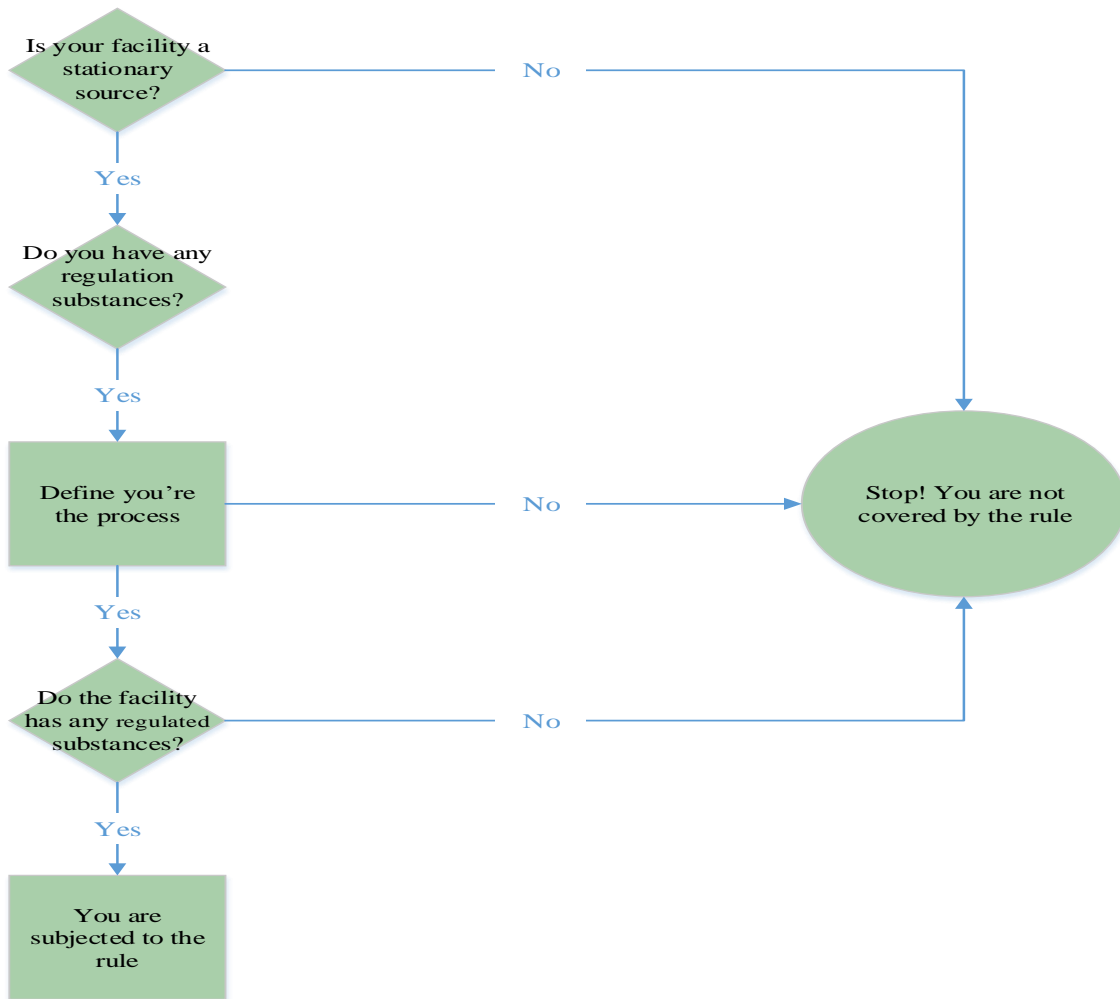 Is your facility a
stationary
source?
No
Yes
Do you have any
regulation
substances?
Yes
Define you're
the process
No
Stop! You are not
covered by the rule
Yes
Do the facility
has any regulated
substances?
No
Yes
You are
subjected to the
rule